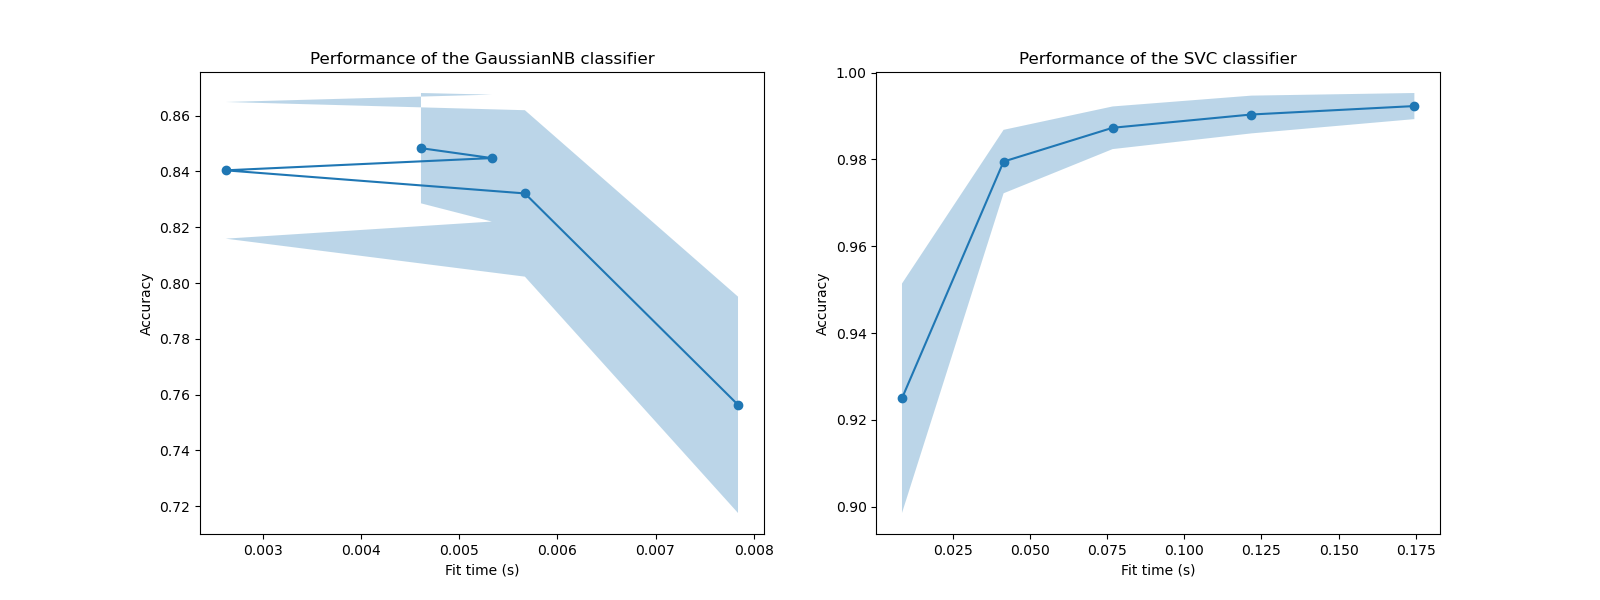 Performance of the GaussianNB classifier
0.86
0.84
0.82
0.80
0.78
0.76
0.74
0.72
Accuracy
0.003 0.004 0.005 0.006 0.007 0.008
Fit time (s)
Performance of the SVC classifier
1.00
0.98
0.96
0.94
0.92
0.90
Accuracy
0.025 0.050 0.075 0.100 0.125 0.150 0.175
Fit time (s)